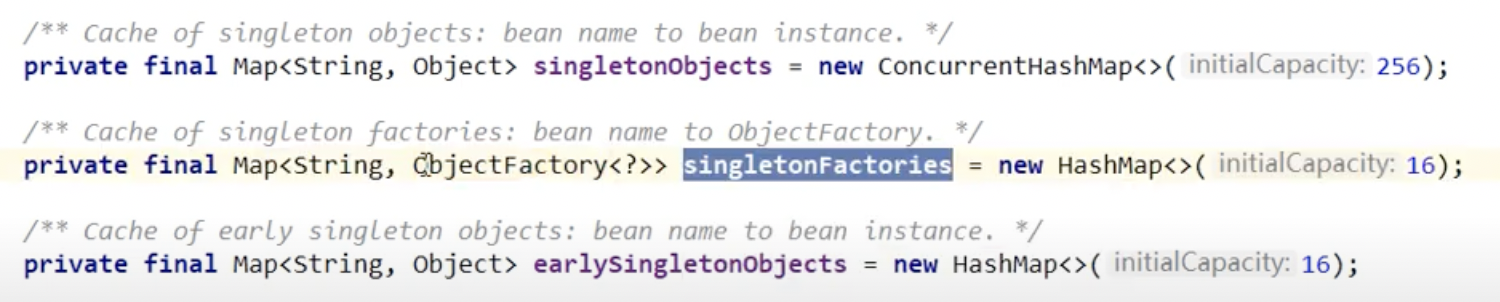 /** Cache of singleton objects: bean name to bean instance. */
private final Map<String, Object> singletonObjects = new ConcurrentHashMap<>( initialCapacity: 256);
/** Cache of singleton factories: bean name to ObjectFactory. */
private final Map<String, ObjectFactory<?>> singletonFactories = new HashMap<>( initialCapacity: 16);
/** Cache of early singleton objects: bean name to bean instance. */
private final Map<String, Object> earlySingletonObjects = new HashMap<>( initialCapacity: 16);